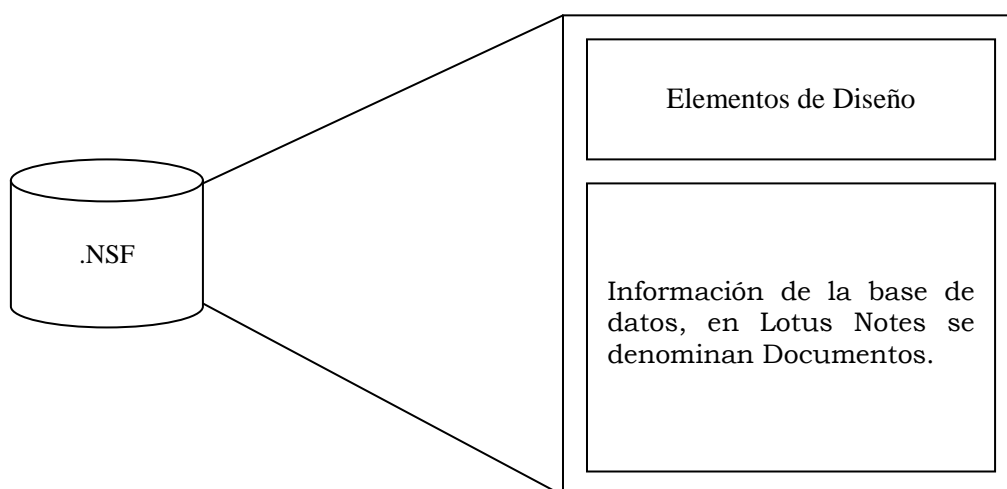 Elementos de Diseño
.NSF
Información de la base de
datos, en Lotus Notes se
denominan Documentos.